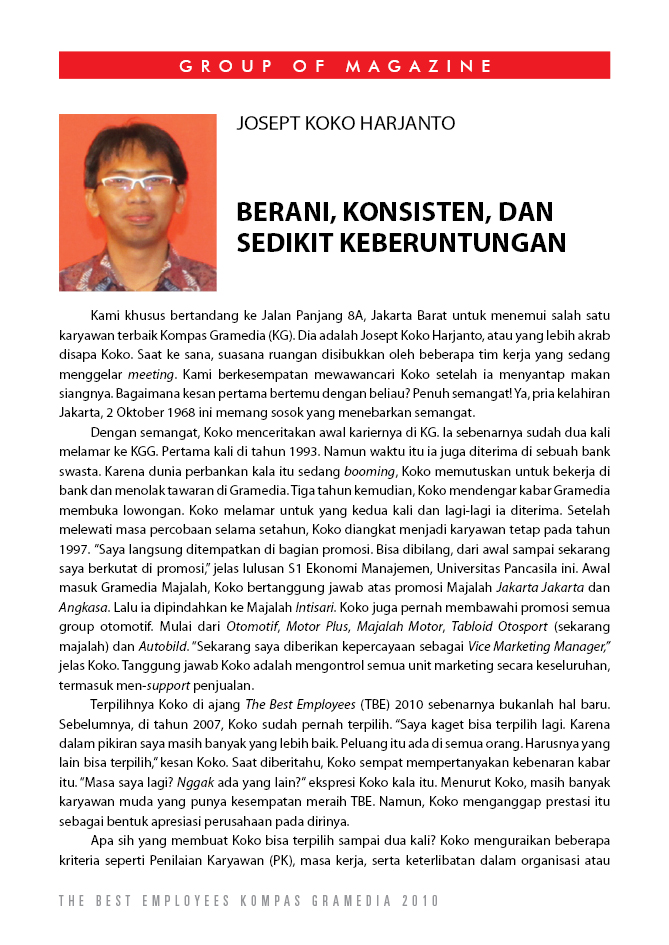 GROUP OF MAGAZINE
JOSEPT KOKO HARJANTO
BERANI, KONSISTEN, DAN
SEDIKIT KEBERUNTUNGAN
Kami khusus bertandang ke Jalan Panjang 8A, Jakarta Barat untuk menemui salah satu
karyawan terbaik Kompas Gramedia (KG). Dia adalah Josept Koko Harjanto, atau yang lebih akrab
disapa Koko. Saat ke sana, suasana ruangan disibukkan oleh beberapa tim kerja yang sedang
menggelar meeting. Kami berkesempatan mewawancari Koko setelah ia menyantap makan
siangnya. Bagaimana kesan pertama bertemu dengan beliau? Penuh semangat! Ya, pria kelahiran
Jakarta, 2 Oktober 1968 ini memang sosok yang menebarkan semangat.
Dengan semangat, Koko menceritakan awal kariernya di KG. Ia sebenarnya sudah dua kali
melamar ke KGG. Pertama kali di tahun 1993. Namun waktu itu ia juga diterima di sebuah bank
swasta. Karena dunia perbankan kala itu sedang booming, Koko memutuskan untuk bekerja di
bank dan menolak tawaran di Gramedia. Tiga tahun kemudian, Koko mendengar kabar Gramedia
membuka lowongan. Koko melamar untuk yang kedua kali dan lagi-lagi ia diterima. Setelah
melewati masa percobaan selama setahun, Koko diangkat menjadi karyawan tetap pada tahun
1997. "Saya langsung ditempatkan di bagian promosi. Bisa dibilang, dari awal sampai sekarang
saya berkutat di promosi," jelas lulusan S1 Ekonomi Manajemen, Universitas Pancasila ini. Awal
masuk Gramedia Majalah, Koko bertanggung jawab atas promosi Majalah Jakarta Jakarta dan
Angkasa. Lalu ia dipindahkan ke Majalah Intisari. Koko juga pernah membawahi promosi semua
group otomotif. Mulai dari Otomotif, Motor Plus, Majalah Motor, Tabloid Otosport (sekarang
majalah) dan Autobild. "Sekarang saya diberikan kepercayaan sebagai Vice Marketing Manager,"
jelas Koko. Tanggung jawab Koko adalah mengontrol semua unit marketing secara keseluruhan,
termasuk men-support penjualan.
Terpilihnya Koko di ajang The Best Employees (TBE) 2010 sebenarnya bukanlah hal baru.
Sebelumnya, di tahun 2007, Koko sudah pernah terpilih. "Saya kaget bisa terpilih lagi. Karena
dalam pikiran saya masih banyak yang lebih baik. Peluang itu ada di semua orang. Harusnya yang
lain bisa terpilih," kesan Koko. Saat diberitahu, Koko sempat mempertanyakan kebenaran kabar
itu. "Masa saya lagi? Nggak ada yang lain?" ekspresi Koko kala itu. Menurut Koko, masih banyak
karyawan muda yang punya kesempatan meraih TBE. Namun, Koko menganggap prestasi itu
sebagai bentuk apresiasi perusahaan pada dirinya.
Apa sih yang membuat Koko bisa terpilih sampai dua kali? Koko menguraikan beberapa
kriteria seperti Penilaian Karyawan (PK), masa kerja, serta keterlibatan dalam organisasi atau
THE BEST EMPLOYEES KOMPAS GRAMEDIA 2010